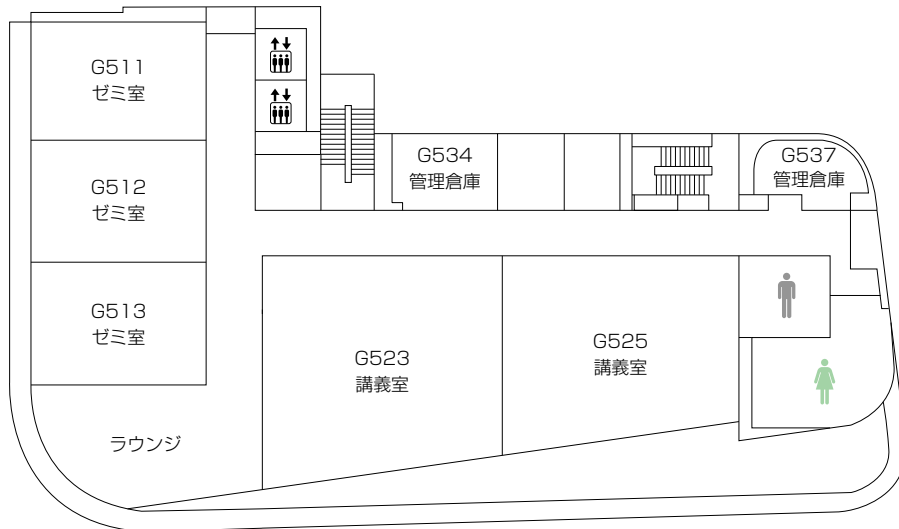 G511
ゼミ室
G512
ゼミ室
G513
ゼミ室
ラウンジ
G534
管理倉庫
G537
管理倉庫
G523
講義室
G525
講義室